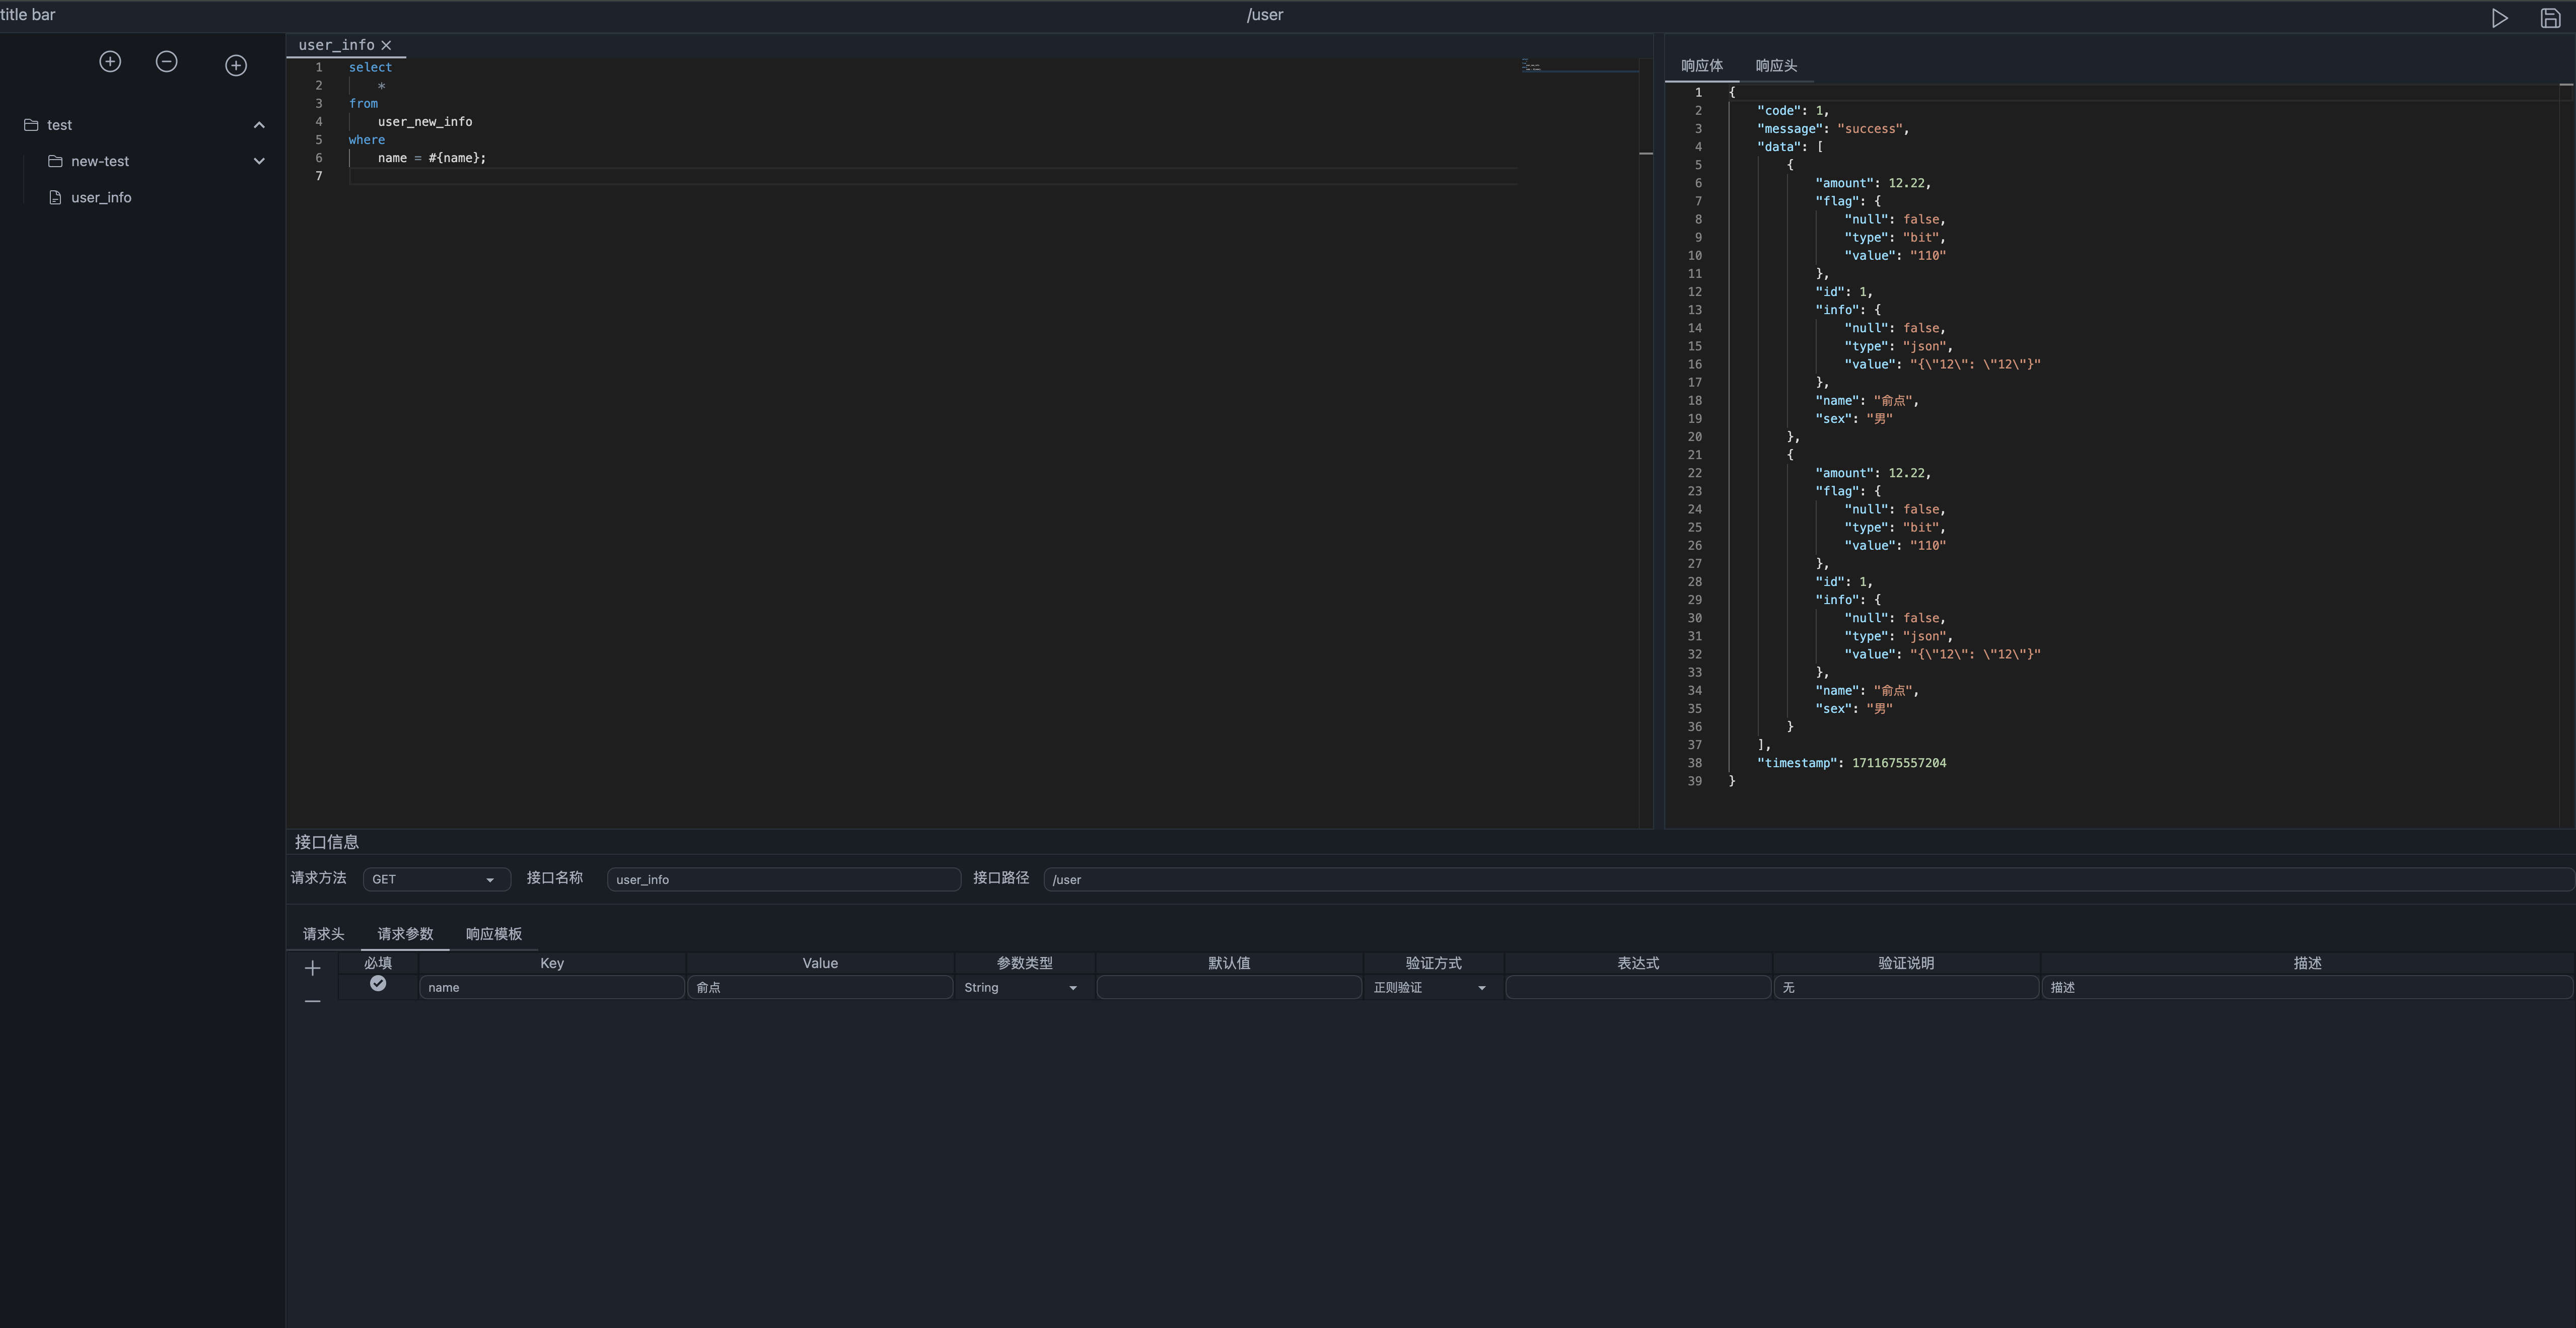 title bar
/user
test
new-test
user_info
user_info
1 select
2 *
3 from
4 user_new_info
5 where
6 name = #{name};
7
响应体 响应头
1 {
2 "code": 1,
3 "message": "success",
4 "data": [
5 {
6 "amount": 12.22,
7 "flag": {
8 "null": false,
9 "type": "bit",
10 "value": "110"
11 },
12 "id": 1,
13 "info": {
14 "null": false,
15 "type": "json",
16 "value": "{\"12\": \"12\"}"
17 },
18 "name": "俞点",
19 "sex": "男"
20 },
21 {
22 "amount": 12.22,
23 "flag": {
24 "null": false,
25 "type": "bit",
26 "value": "110"
27 },
28 "id": 1,
29 "info": {
30 "null": false,
31 "type": "json",
32 "value": "{\"12\": \"12\"}"
33 },
34 "name": "俞点",
35 "sex": "男"
36 }
37 ],
38 "timestamp": 1711675557204
39 }
接口信息
请求方法 GET 接口名称 user_info 接口路径 /user
请求头 请求参数 响应模板
必填 Key Value 参数类型 默认值 验证方式 表达式 验证说明 描述
name 俞点 String 正则验证 无 描述